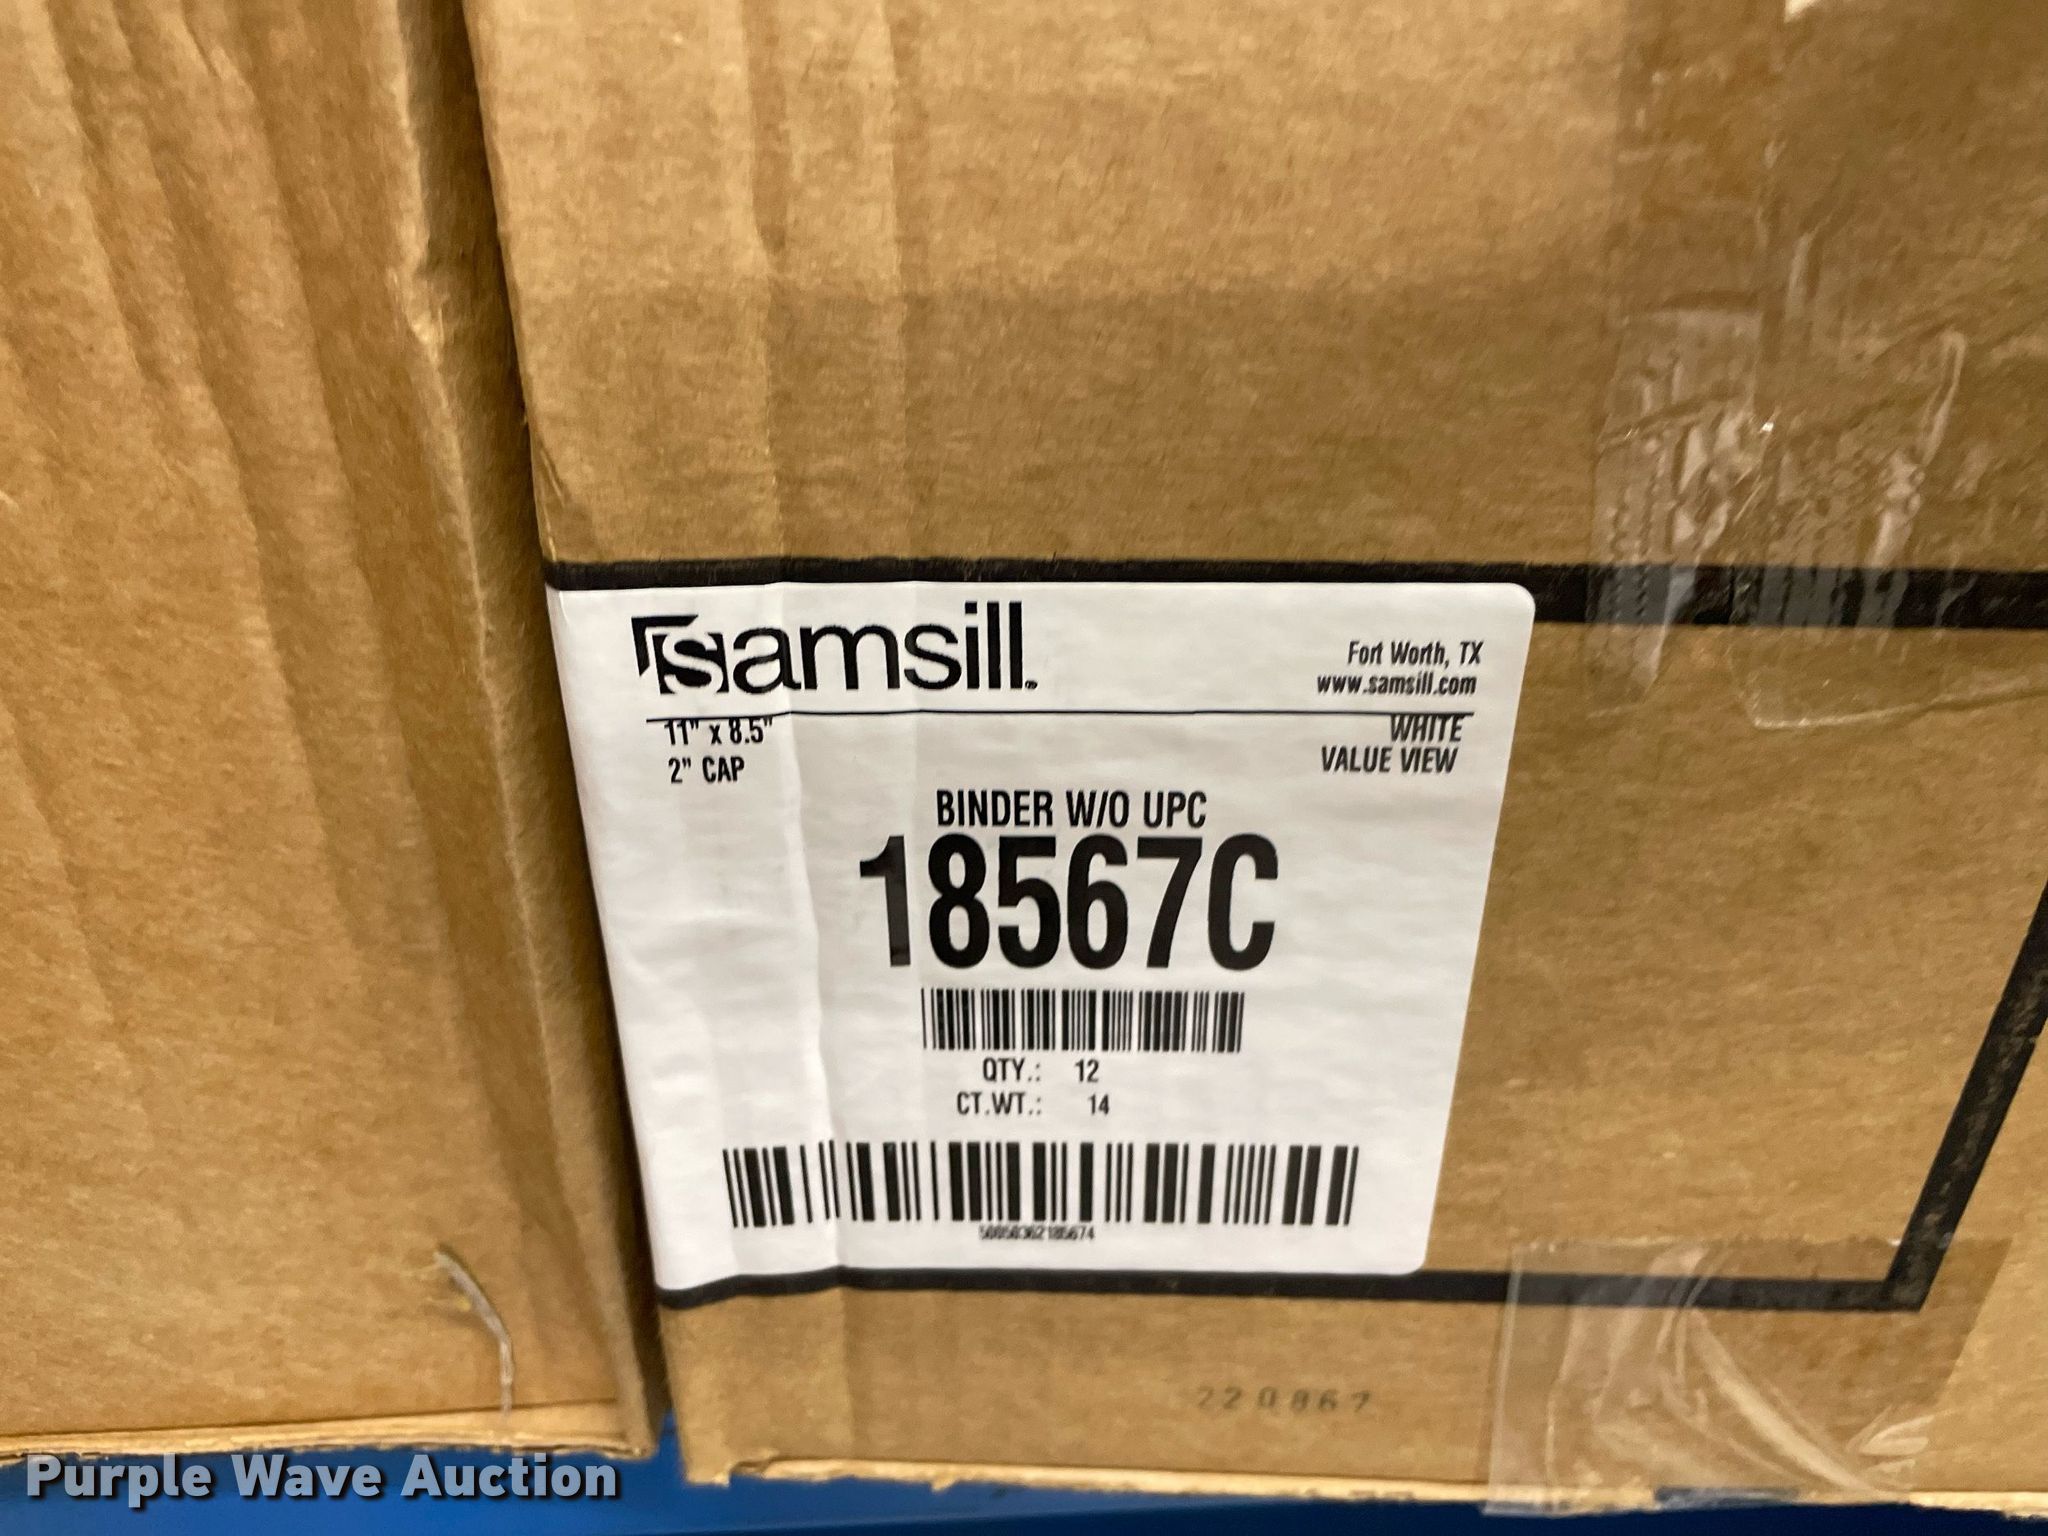 samsill
Fort Worth, TX
www.samsill.com
11" x 8.5"
2" CAP
WHITE
VALUE VIEW
BINDER W/O UPC
18567C
QTY.: 12
CT.WT.: 14
50050362185674
220867
Purple Wave Auction